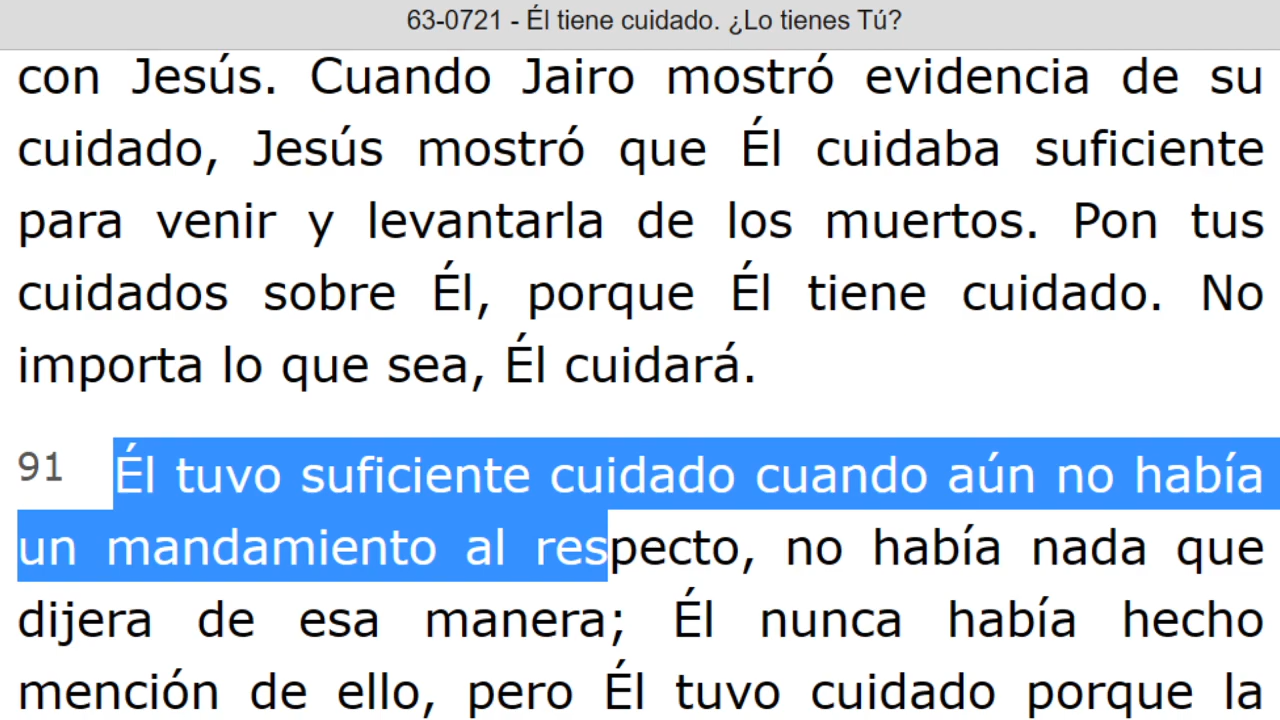 63-0721 - Él tiene cuidado. ¿Lo tienes Tú?
con Jesús. Cuando Jairo mostró evidencia de su
cuidado, Jesús mostró que Él cuidaba suficiente
para venir y levantarla de los muertos. Pon tus
cuidados sobre Él, porque Él tiene cuidado. No
importa lo que sea, Él cuidará.
91 Él tuvo suficiente cuidado cuando aún no había
un mandamiento al respecto, no había nada que
dijera de esa manera; Él nunca había hecho
mención de ello, pero Él tuvo cuidado porque la